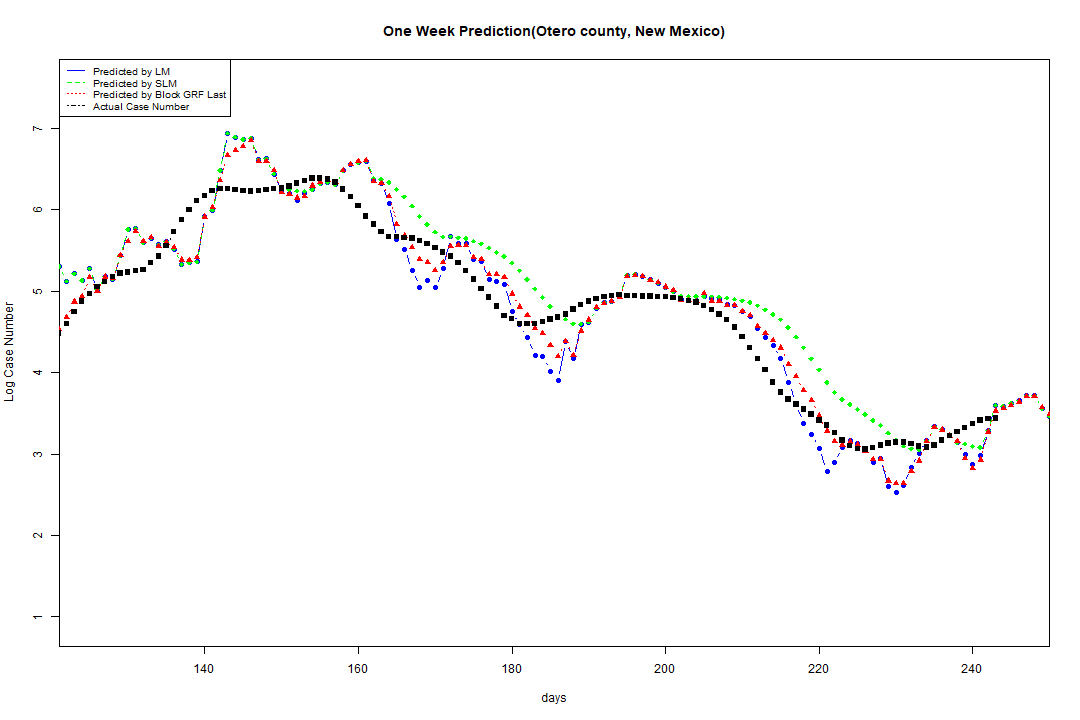 One Week Prediction(Otero county, New Mexico)
Predicted by LM
Predicted by SLM
Predicted by Block GRF Last
Actual Case Number
7
6
5
4
3
2
1
Log Case Number
140 160 180 200 220 240
days